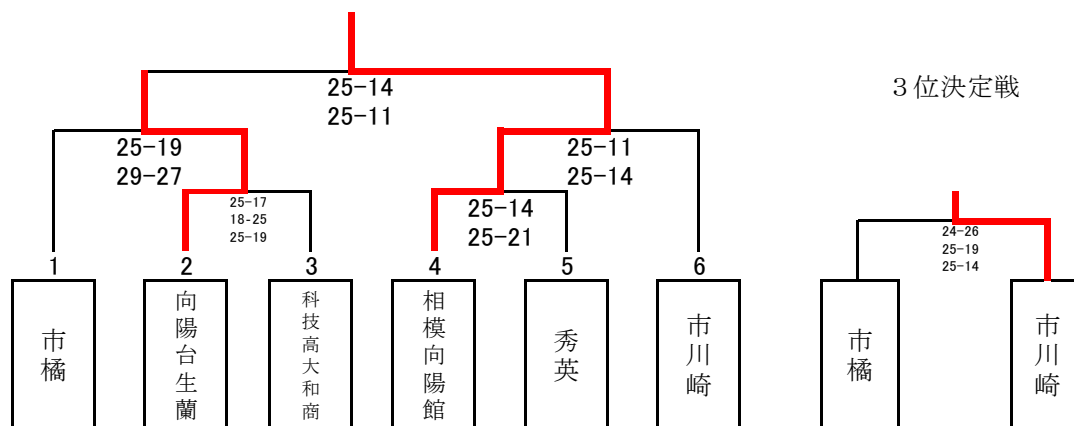 25-14
25-11
３位決定戦
25-19
29-27
25-11
25-14
25-17
18-25
25-19
25-14
25-21
24-26
25-19
25-14
1
2
3
4
5
6
市橘
向陽台生蘭
科技高大和商
相模向陽館
秀英
市川崎
市橘
市川崎